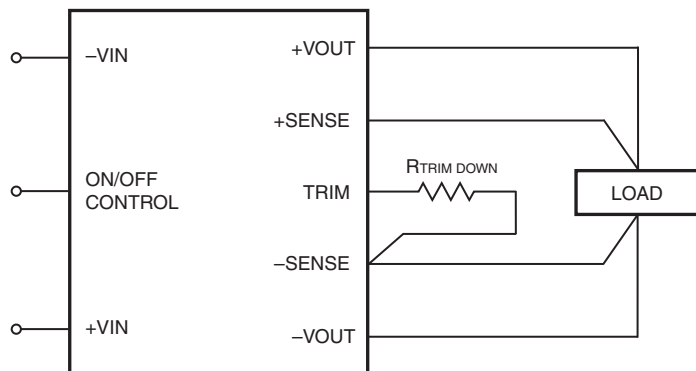 –VIN
+VOUT
+SENSE
RTRIM DOWN
ON/OFF
CONTROL
TRIM
LOAD
–SENSE
+VIN
–VOUT